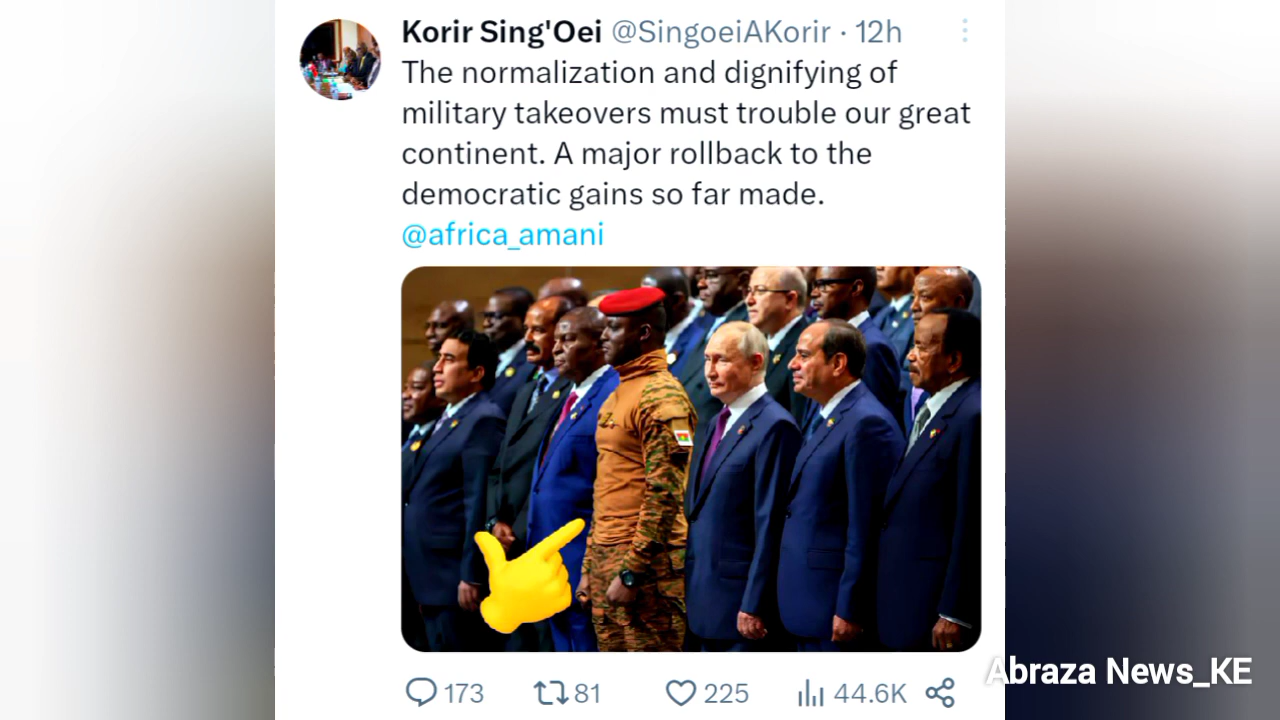 Korir Sing'Oei @SingoeiAKorir · 12h
The normalization and dignifying of
military takeovers must trouble our great
continent. A major rollback to the
democratic gains so far made.
@africa_amani
173 81 225 44.6K
Abraza News_KE